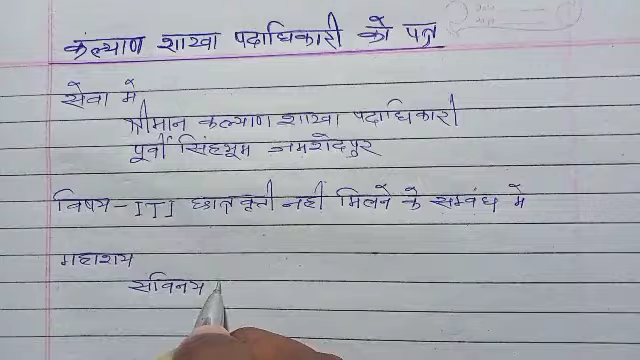 कल्याण शाखा पदाधिकारी को पत्र
सेवा में
श्रीमान कल्याण शाखा पदाधिकारी
पूर्वी सिंहभूम जमशेदपुर
विषय - ITI छात्रवृत्ती नही मिलने के सम्बंध में
महाशय
सविनय